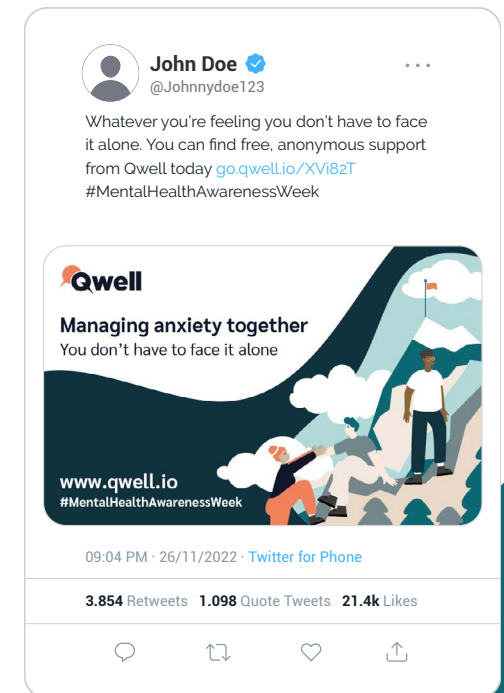 John Doe
@Johnnydoe123
Whatever you're feeling you don't have to face
it alone. You can find free, anonymous support
from Qwell today go.qwell.io/XVi82T
#MentalHealthAwarenessWeek
Qwell
Managing anxiety together
You don't have to face it alone
www.qwell.io
#MentalHealthAwarenessWeek
09:04 PM · 26/11/2022 · Twitter for Phone
3.854 Retweets 1.098 Quote Tweets 21.4k Likes